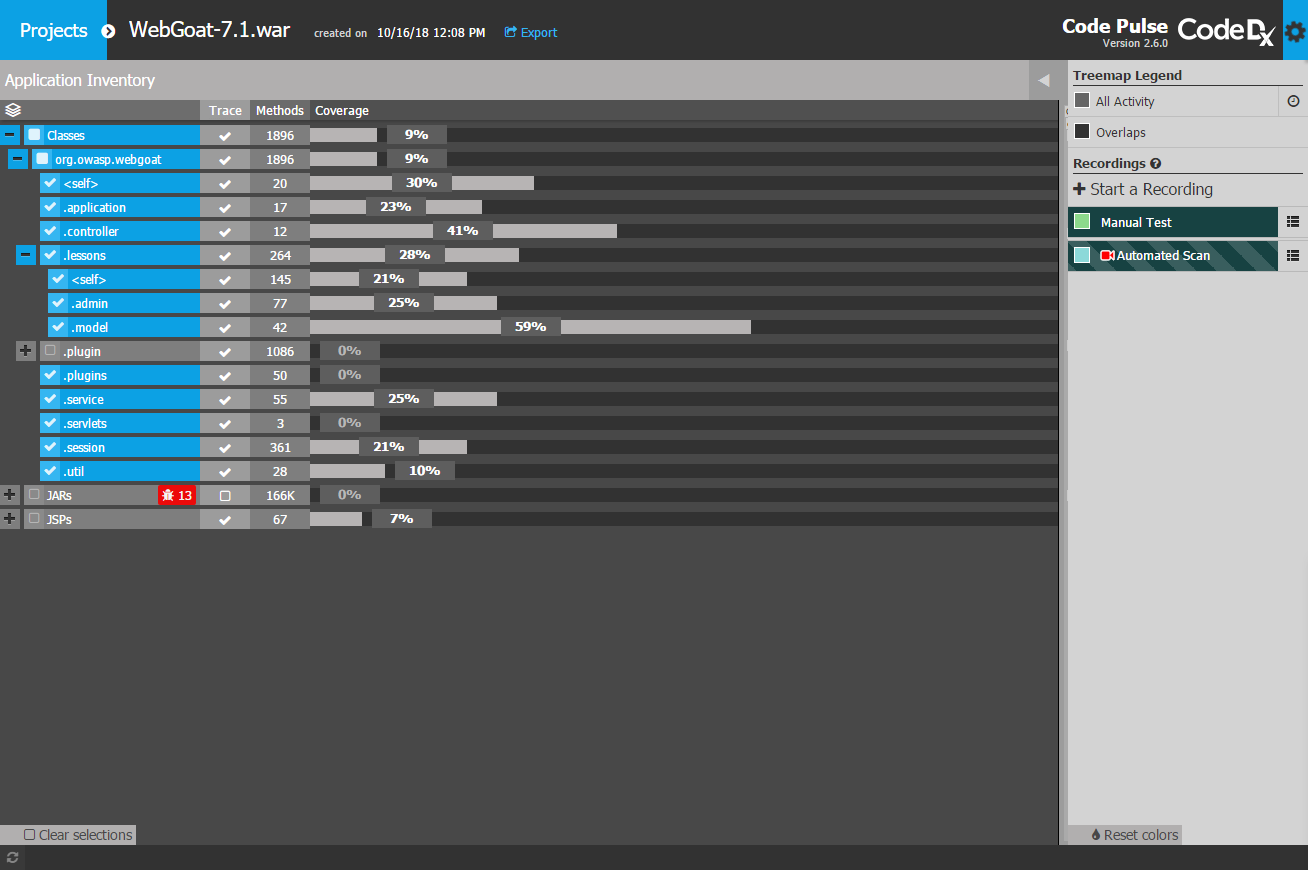 Projects WebGoat-7.1.war created on 10/16/18 12:08 PM Export Code Pulse Version 2.6.0 Code Dx
Application Inventory
Trace Methods Coverage
Classes 1896 9%
org.owasp.webgoat 1896 9%
<self> 20 30%
.application 17 23%
.controller 12 41%
.lessons 264 28%
<self> 145 21%
.admin 77 25%
.model 42 59%
.plugin 1086 0%
.plugins 50 0%
.service 55 25%
.servlets 3 0%
.session 361 21%
.util 28 10%
JARs 13 166K 0%
JSPs 67 7%
Clear selections
Treemap Legend
All Activity
Overlaps
Recordings
Start a Recording
Manual Test
Automated Scan
Reset colors